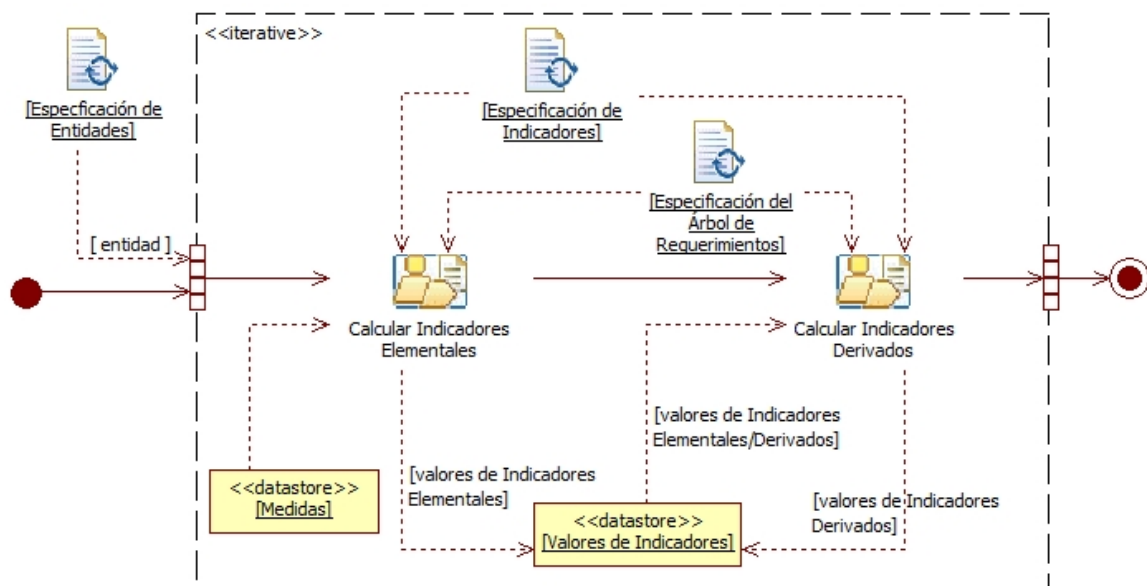 <<iterative>>
[Especficación de
Entidades]
[Especificación de
Indicadores]
[Especificación del
Árbol de
Requerimientos]
[ entidad ]
Calcular Indicadores
Elementales
Calcular Indicadores
Derivados
[valores de Indicadores
Elementales/Derivados]
[valores de Indicadores
Elementales]
[valores de Indicadores
Derivados]
<<datastore>>
[Medidas]
<<datastore>>
[Valores de Indicadores]